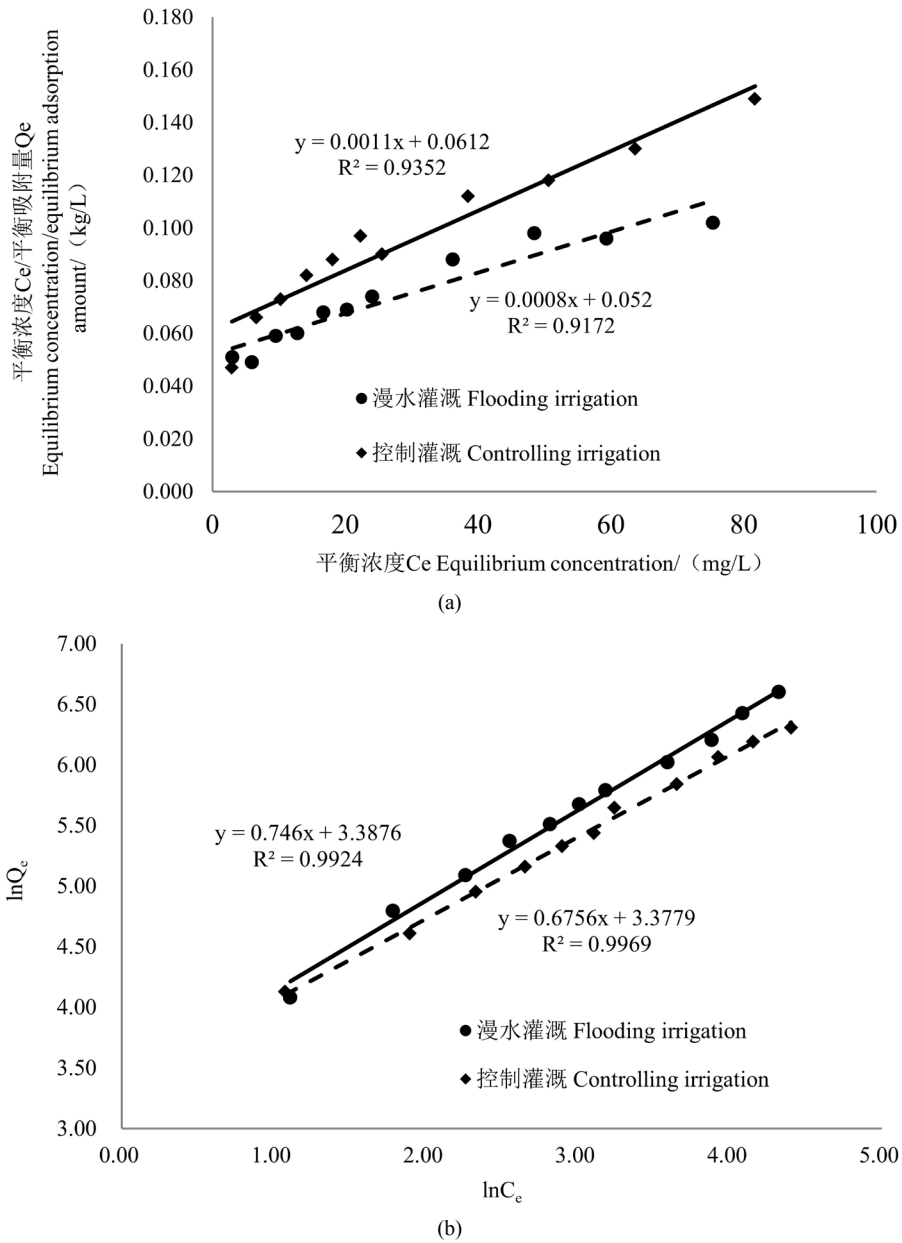 平衡浓度Ce/平衡吸附量Qe
Equilibrium concentration/equilibrium adsorption
amount/（kg/L）
0.180
0.160
0.140
0.120
0.100
0.080
0.060
0.040
0.020
0.000
y = 0.0011x + 0.0612
R² = 0.9352
y = 0.0008x + 0.052
R² = 0.9172
漫水灌溉 Flooding irrigation
控制灌溉 Controlling irrigation
0 20 40 60 80 100
平衡浓度Ce Equilibrium concentration/（mg/L）
(a)
lnQe
7.00
6.50
6.00
5.50
5.00
4.50
4.00
3.50
3.00
y = 0.746x + 3.3876
R² = 0.9924
y = 0.6756x + 3.3779
R² = 0.9969
漫水灌溉 Flooding irrigation
控制灌溉 Controlling irrigation
0.00 1.00 2.00 3.00 4.00 5.00
lnCe
(b)